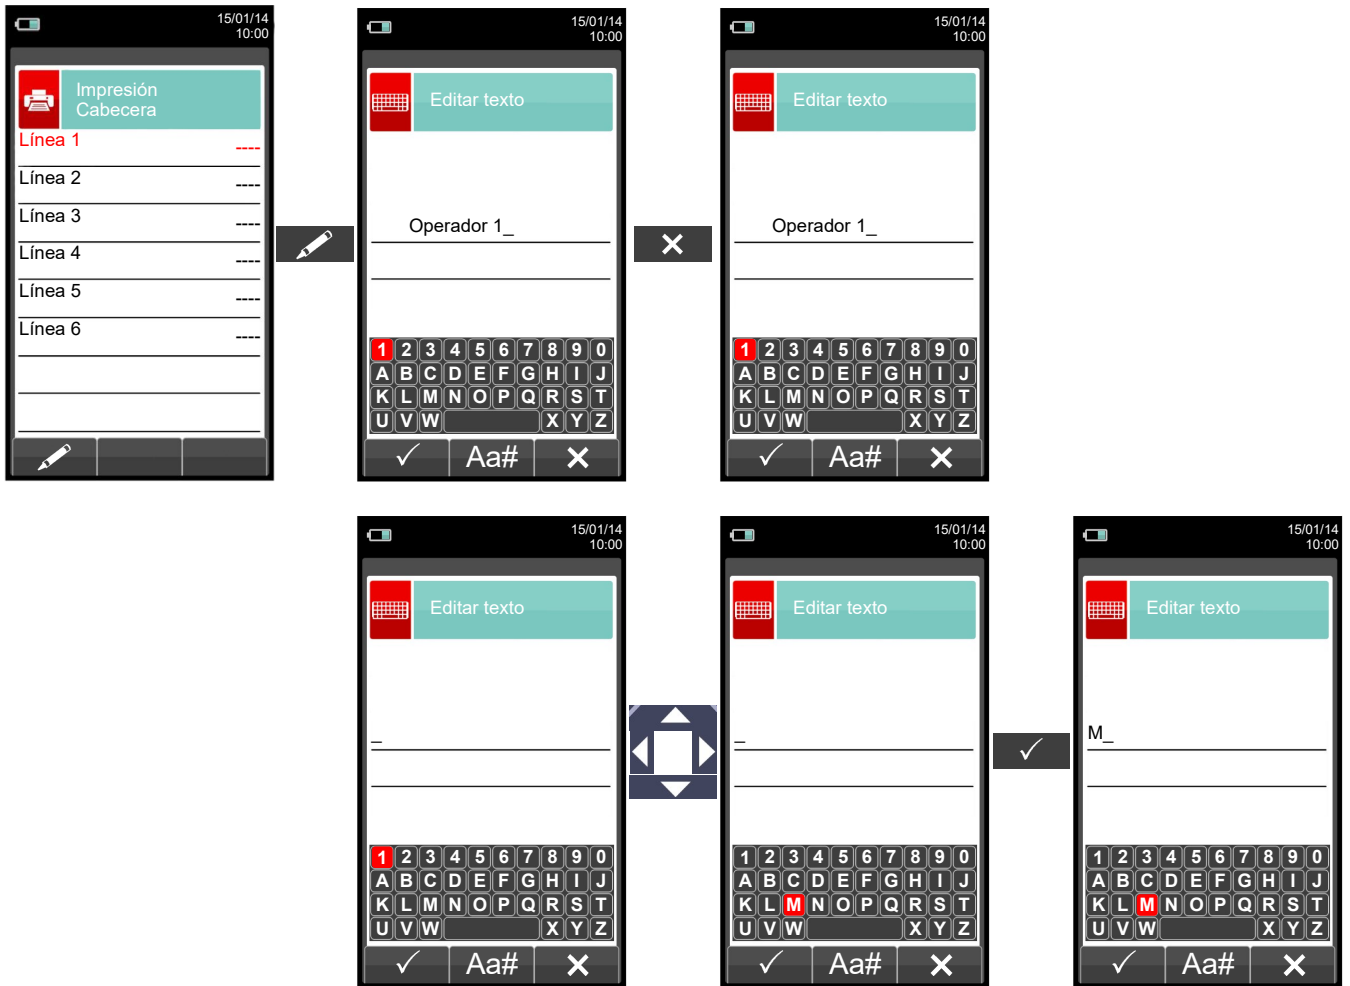 15/01/14
10:00
Impresión
Cabecera
Línea 1 ----
Línea 2 ----
Línea 3 ----
Línea 4 ----
Línea 5 ----
Línea 6 ----
15/01/14
10:00
Editar texto
Operador 1_
1 2 3 4 5 6 7 8 9 0
A B C D E F G H I J
K L M N O P Q R S T
U V W X Y Z
Aa#
15/01/14
10:00
Editar texto
Operador 1_
1 2 3 4 5 6 7 8 9 0
A B C D E F G H I J
K L M N O P Q R S T
U V W X Y Z
Aa#
15/01/14
10:00
Editar texto
_
1 2 3 4 5 6 7 8 9 0
A B C D E F G H I J
K L M N O P Q R S T
U V W X Y Z
Aa#
15/01/14
10:00
Editar texto
_
1 2 3 4 5 6 7 8 9 0
A B C D E F G H I J
K L M N O P Q R S T
U V W X Y Z
Aa#
15/01/14
10:00
Editar texto
M_
1 2 3 4 5 6 7 8 9 0
A B C D E F G H I J
K L M N O P Q R S T
U V W X Y Z
Aa#